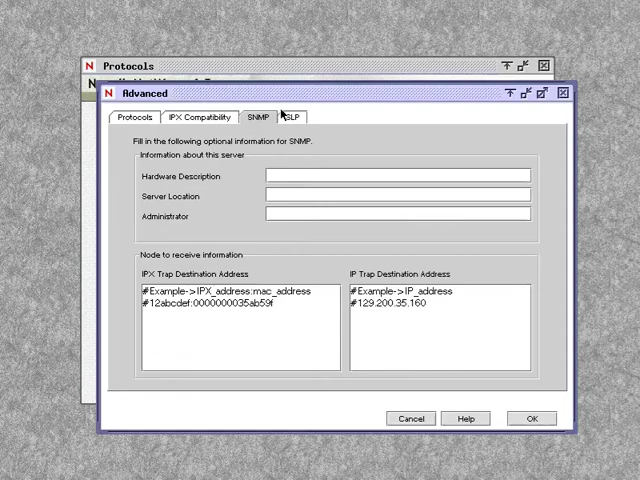 N Protocols
N
N Advanced
Protocols IPX Compatibility SNMP SLP
Fill in the following optional information for SNMP.
Information about this server
Hardware Description
Server Location
Administrator
Node to receive information
IPX Trap Destination Address
#Example->IPX_address:mac_address
#12abcdef:0000000035ab59f
IP Trap Destination Address
#Example->IP_address
#129.200.35.160
Cancel Help OK